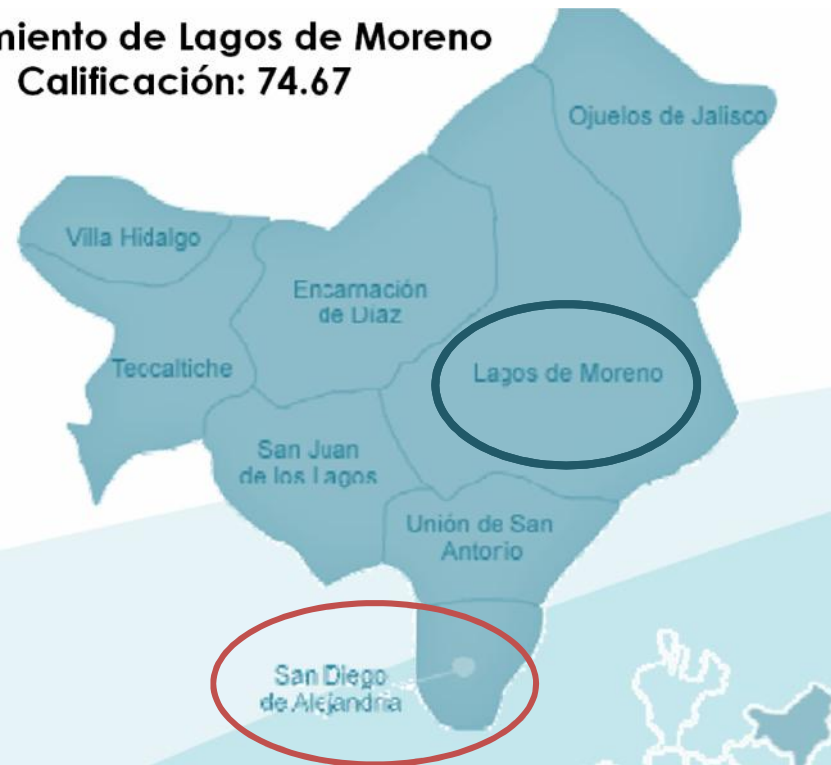 miento de Lagos de Moreno
Calificación: 74.67
Ojuelos de Jalisco
Villa Hidalgo
Encarnación
de Díaz
Teocaltiche
Lagos de Moreno
San Juan
de los Lagos
Unión de San
Antonio
San Diego
de Alejandria